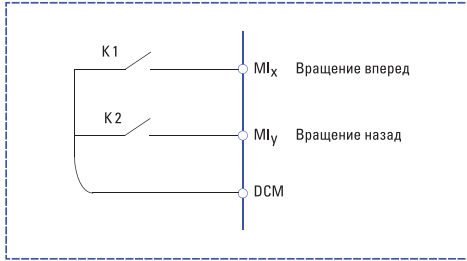 K1
MIx Вращение вперед
K2
MIy Вращение назад
DCM